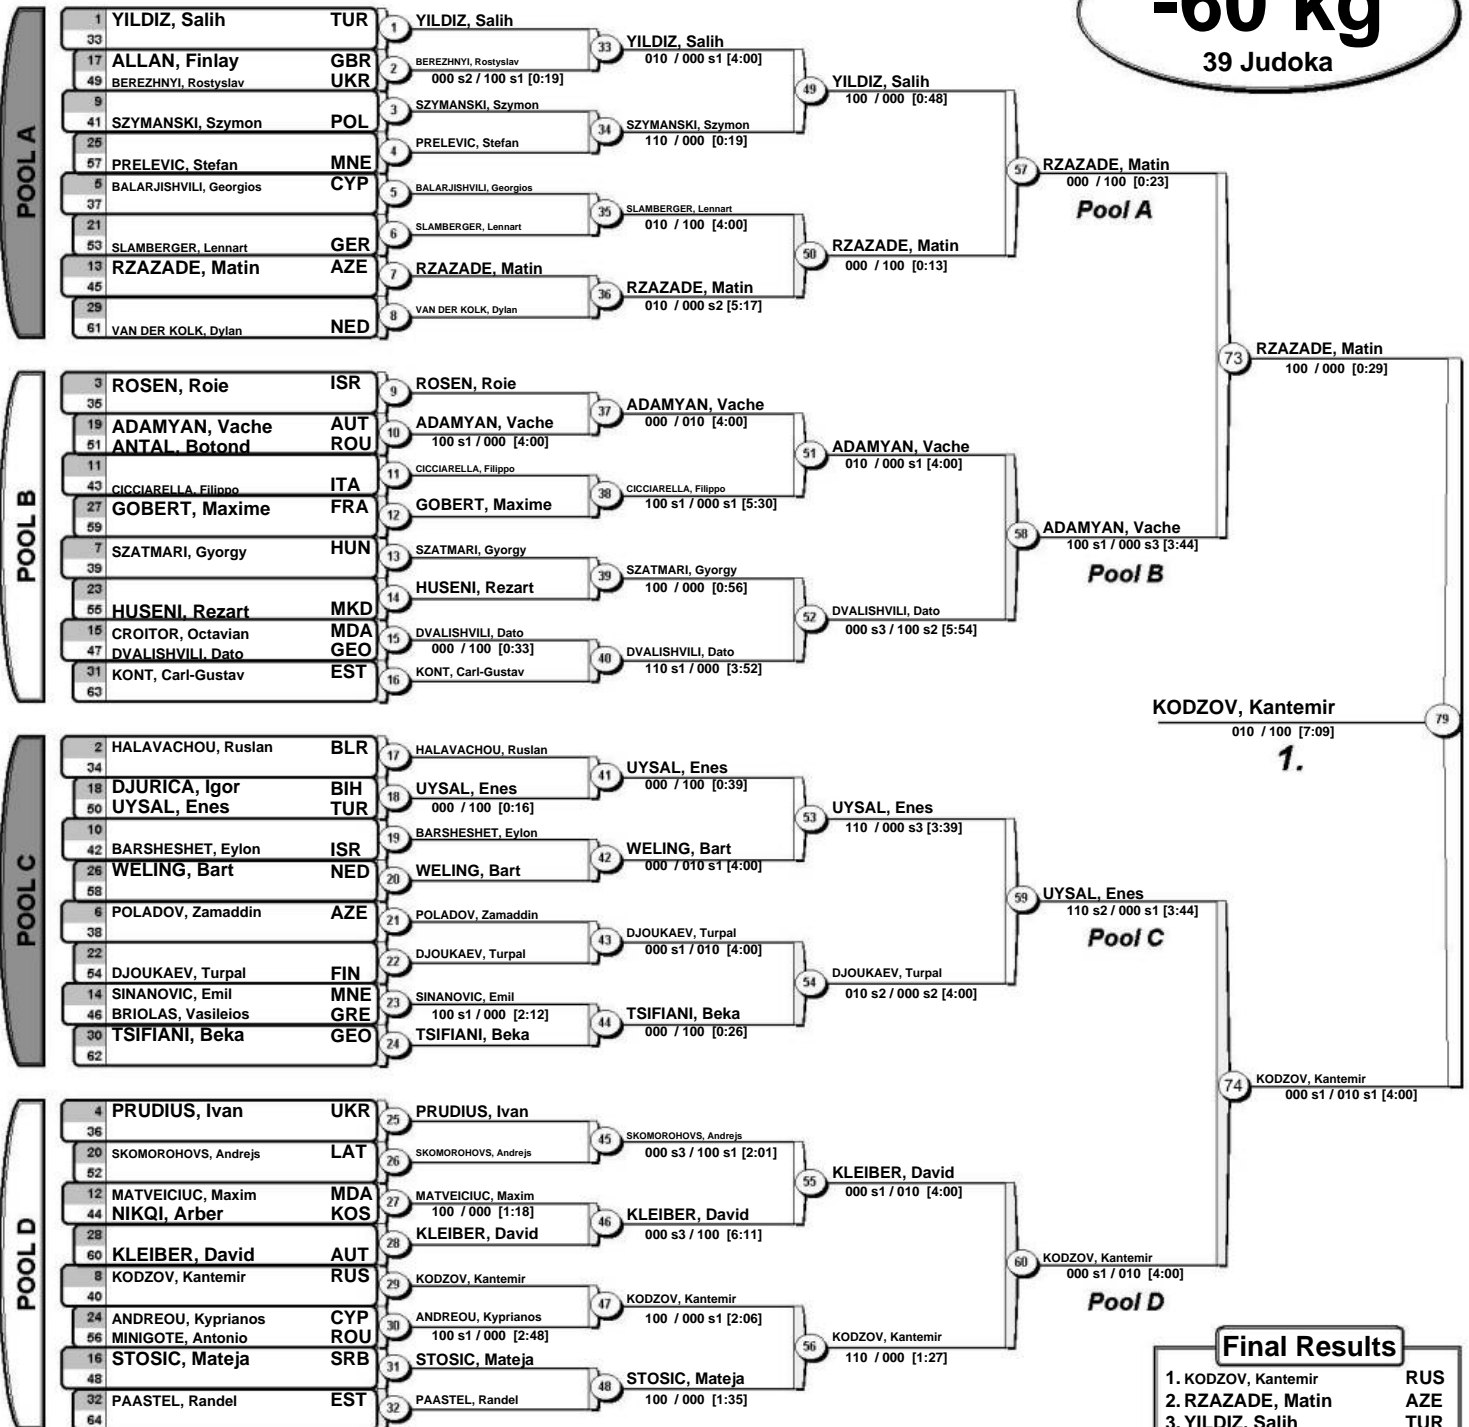 -60 kg
39 Judoka
POOL A
1 YILDIZ, Salih TUR
33
17 ALLAN, Finlay GBR
49 BEREZHNYI, Rostyslav UKR
9
41 SZYMANSKI, Szymon POL
25
57 PRELEVIC, Stefan MNE
5 BALARJISHVILI, Georgios CYP
37
21
53 SLAMBERGER, Lennart GER
13 RZAZADE, Matin AZE
45
29
61 VAN DER KOLK, Dylan NED
1 YILDIZ, Salih
2 BEREZHNYI, Rostyslav
000 s2 / 100 s1 [0:19]
3 SZYMANSKI, Szymon
4 PRELEVIC, Stefan
5 BALARJISHVILI, Georgios
6 SLAMBERGER, Lennart
7 RZAZADE, Matin
8 VAN DER KOLK, Dylan
33 YILDIZ, Salih
010 / 000 s1 [4:00]
34 SZYMANSKI, Szymon
110 / 000 [0:19]
35 SLAMBERGER, Lennart
010 / 100 [4:00]
36 RZAZADE, Matin
010 / 000 s2 [5:17]
49 YILDIZ, Salih
100 / 000 [0:48]
50 RZAZADE, Matin
000 / 100 [0:13]
57 RZAZADE, Matin
000 / 100 [0:23]
Pool A
POOL B
3 ROSEN, Roie ISR
35
19 ADAMYAN, Vache AUT
51 ANTAL, Botond ROU
11
43 CICCIARELLA, Filippo ITA
27 GOBERT, Maxime FRA
59
7 SZATMARI, Gyorgy HUN
39
23
55 HUSENI, Rezart MKD
15 CROITOR, Octavian MDA
47 DVALISHVILI, Dato GEO
31 KONT, Carl-Gustav EST
63
9 ROSEN, Roie
10 ADAMYAN, Vache
100 s1 / 000 [4:00]
11 CICCIARELLA, Filippo
12 GOBERT, Maxime
13 SZATMARI, Gyorgy
14 HUSENI, Rezart
15 DVALISHVILI, Dato
000 / 100 [0:33]
16 KONT, Carl-Gustav
37 ADAMYAN, Vache
000 / 010 [4:00]
38 CICCIARELLA, Filippo
100 s1 / 000 s1 [5:30]
39 SZATMARI, Gyorgy
100 / 000 [0:56]
40 DVALISHVILI, Dato
110 s1 / 000 [3:52]
51 ADAMYAN, Vache
010 / 000 s1 [4:00]
52 DVALISHVILI, Dato
000 s3 / 100 s2 [5:54]
58 ADAMYAN, Vache
100 s1 / 000 s3 [3:44]
Pool B
73 RZAZADE, Matin
100 / 000 [0:29]
KODZOV, Kantemir 79
010 / 100 [7:09]
1.
POOL C
2 HALAVACHOU, Ruslan BLR
34
18 DJURICA, Igor BIH
50 UYSAL, Enes TUR
10
42 BARSHESHET, Eylon ISR
26 WELING, Bart NED
58
6 POLADOV, Zamaddin AZE
38
22
54 DJOUKAEV, Turpal FIN
14 SINANOVIC, Emil MNE
46 BRIOLAS, Vasileios GRE
30 TSIFIANI, Beka GEO
62
17 HALAVACHOU, Ruslan
18 UYSAL, Enes
000 / 100 [0:16]
19 BARSHESHET, Eylon
20 WELING, Bart
21 POLADOV, Zamaddin
22 DJOUKAEV, Turpal
23 SINANOVIC, Emil
100 s1 / 000 [2:12]
24 TSIFIANI, Beka
41 UYSAL, Enes
000 / 100 [0:39]
42 WELING, Bart
000 / 010 s1 [4:00]
43 DJOUKAEV, Turpal
000 s1 / 010 [4:00]
44 TSIFIANI, Beka
000 / 100 [0:26]
53 UYSAL, Enes
110 / 000 s3 [3:39]
54 DJOUKAEV, Turpal
010 s2 / 000 s2 [4:00]
59 UYSAL, Enes
110 s2 / 000 s1 [3:44]
Pool C
POOL D
4 PRUDIUS, Ivan UKR
36
20 SKOMOROHOVS, Andrejs LAT
52
12 MATVEICIUC, Maxim MDA
44 NIKQI, Arber KOS
28
60 KLEIBER, David AUT
8 KODZOV, Kantemir RUS
40
24 ANDREOU, Kyprianos CYP
56 MINIGOTE, Antonio ROU
16 STOSIC, Mateja SRB
48
32 PAASTEL, Randel EST
64
25 PRUDIUS, Ivan
26 SKOMOROHOVS, Andrejs
27 MATVEICIUC, Maxim
100 / 000 [1:18]
28 KLEIBER, David
29 KODZOV, Kantemir
30 ANDREOU, Kyprianos
100 s1 / 000 [2:48]
31 STOSIC, Mateja
32 PAASTEL, Randel
45 SKOMOROHOVS, Andrejs
000 s3 / 100 s1 [2:01]
46 KLEIBER, David
000 s3 / 100 [6:11]
47 KODZOV, Kantemir
100 / 000 s1 [2:06]
48 STOSIC, Mateja
100 / 000 [1:35]
55 KLEIBER, David
000 s1 / 010 [4:00]
56 KODZOV, Kantemir
110 / 000 [1:27]
60 KODZOV, Kantemir
000 s1 / 010 [4:00]
Pool D
74 KODZOV, Kantemir
000 s1 / 010 s1 [4:00]
Final Results
1. KODZOV, Kantemir RUS
2. RZAZADE, Matin AZE
3. YILDIZ, Salih TUR